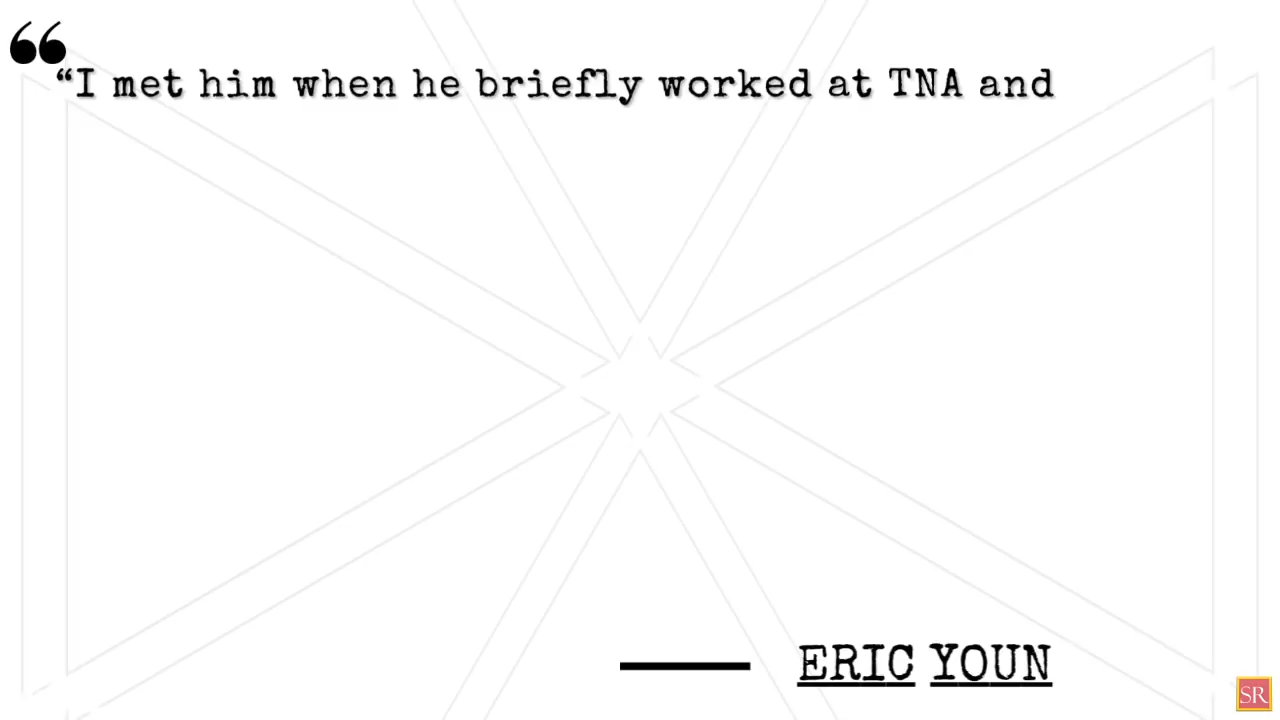 ❝
“I met him when he briefly worked at TNA and
ERIC YOUN
SR